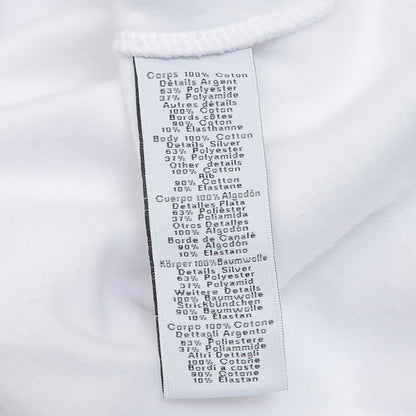 Corps 100% Coton
Détails Argent
63% Polyester
37% Polyamide
Autres détails
100% Coton
Bords côtes
90% Coton
10% Elasthanne
Body 100% Cotton
Details Silver
63% Polyester
37% Polyamide
Other details
100% Cotton
Rib
90% Cotton
10% Elastane
Cuerpo 100% Algodón
Detalles Plata
63% Poliéster
37% Poliamida
Otros Detalles
100% Algodón
Borde de Canalé
90% Algodón
10% Elastano
Körper 100% Baumwolle
Details Silver
63% Polyester
37% Polyamid
Weitere Details
100% Baumwolle
Strickbündchen
90% Baumwolle
10% Elastan
Corpo 100% Cotone
Dettagli Argento
63% Poliestere
37% Poliammide
Altri Dettagli
100% Cotone
Bordi a coste
90% Cotone
10% Elastan